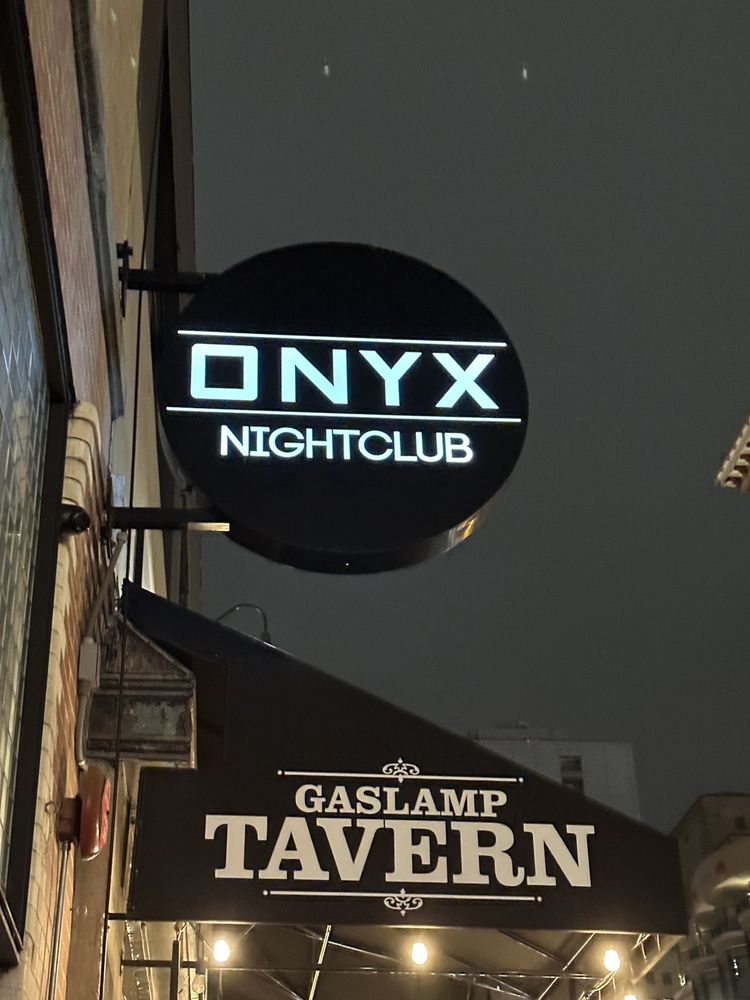 ONYX
NIGHTCLUB
GASLAMP
TAVERN